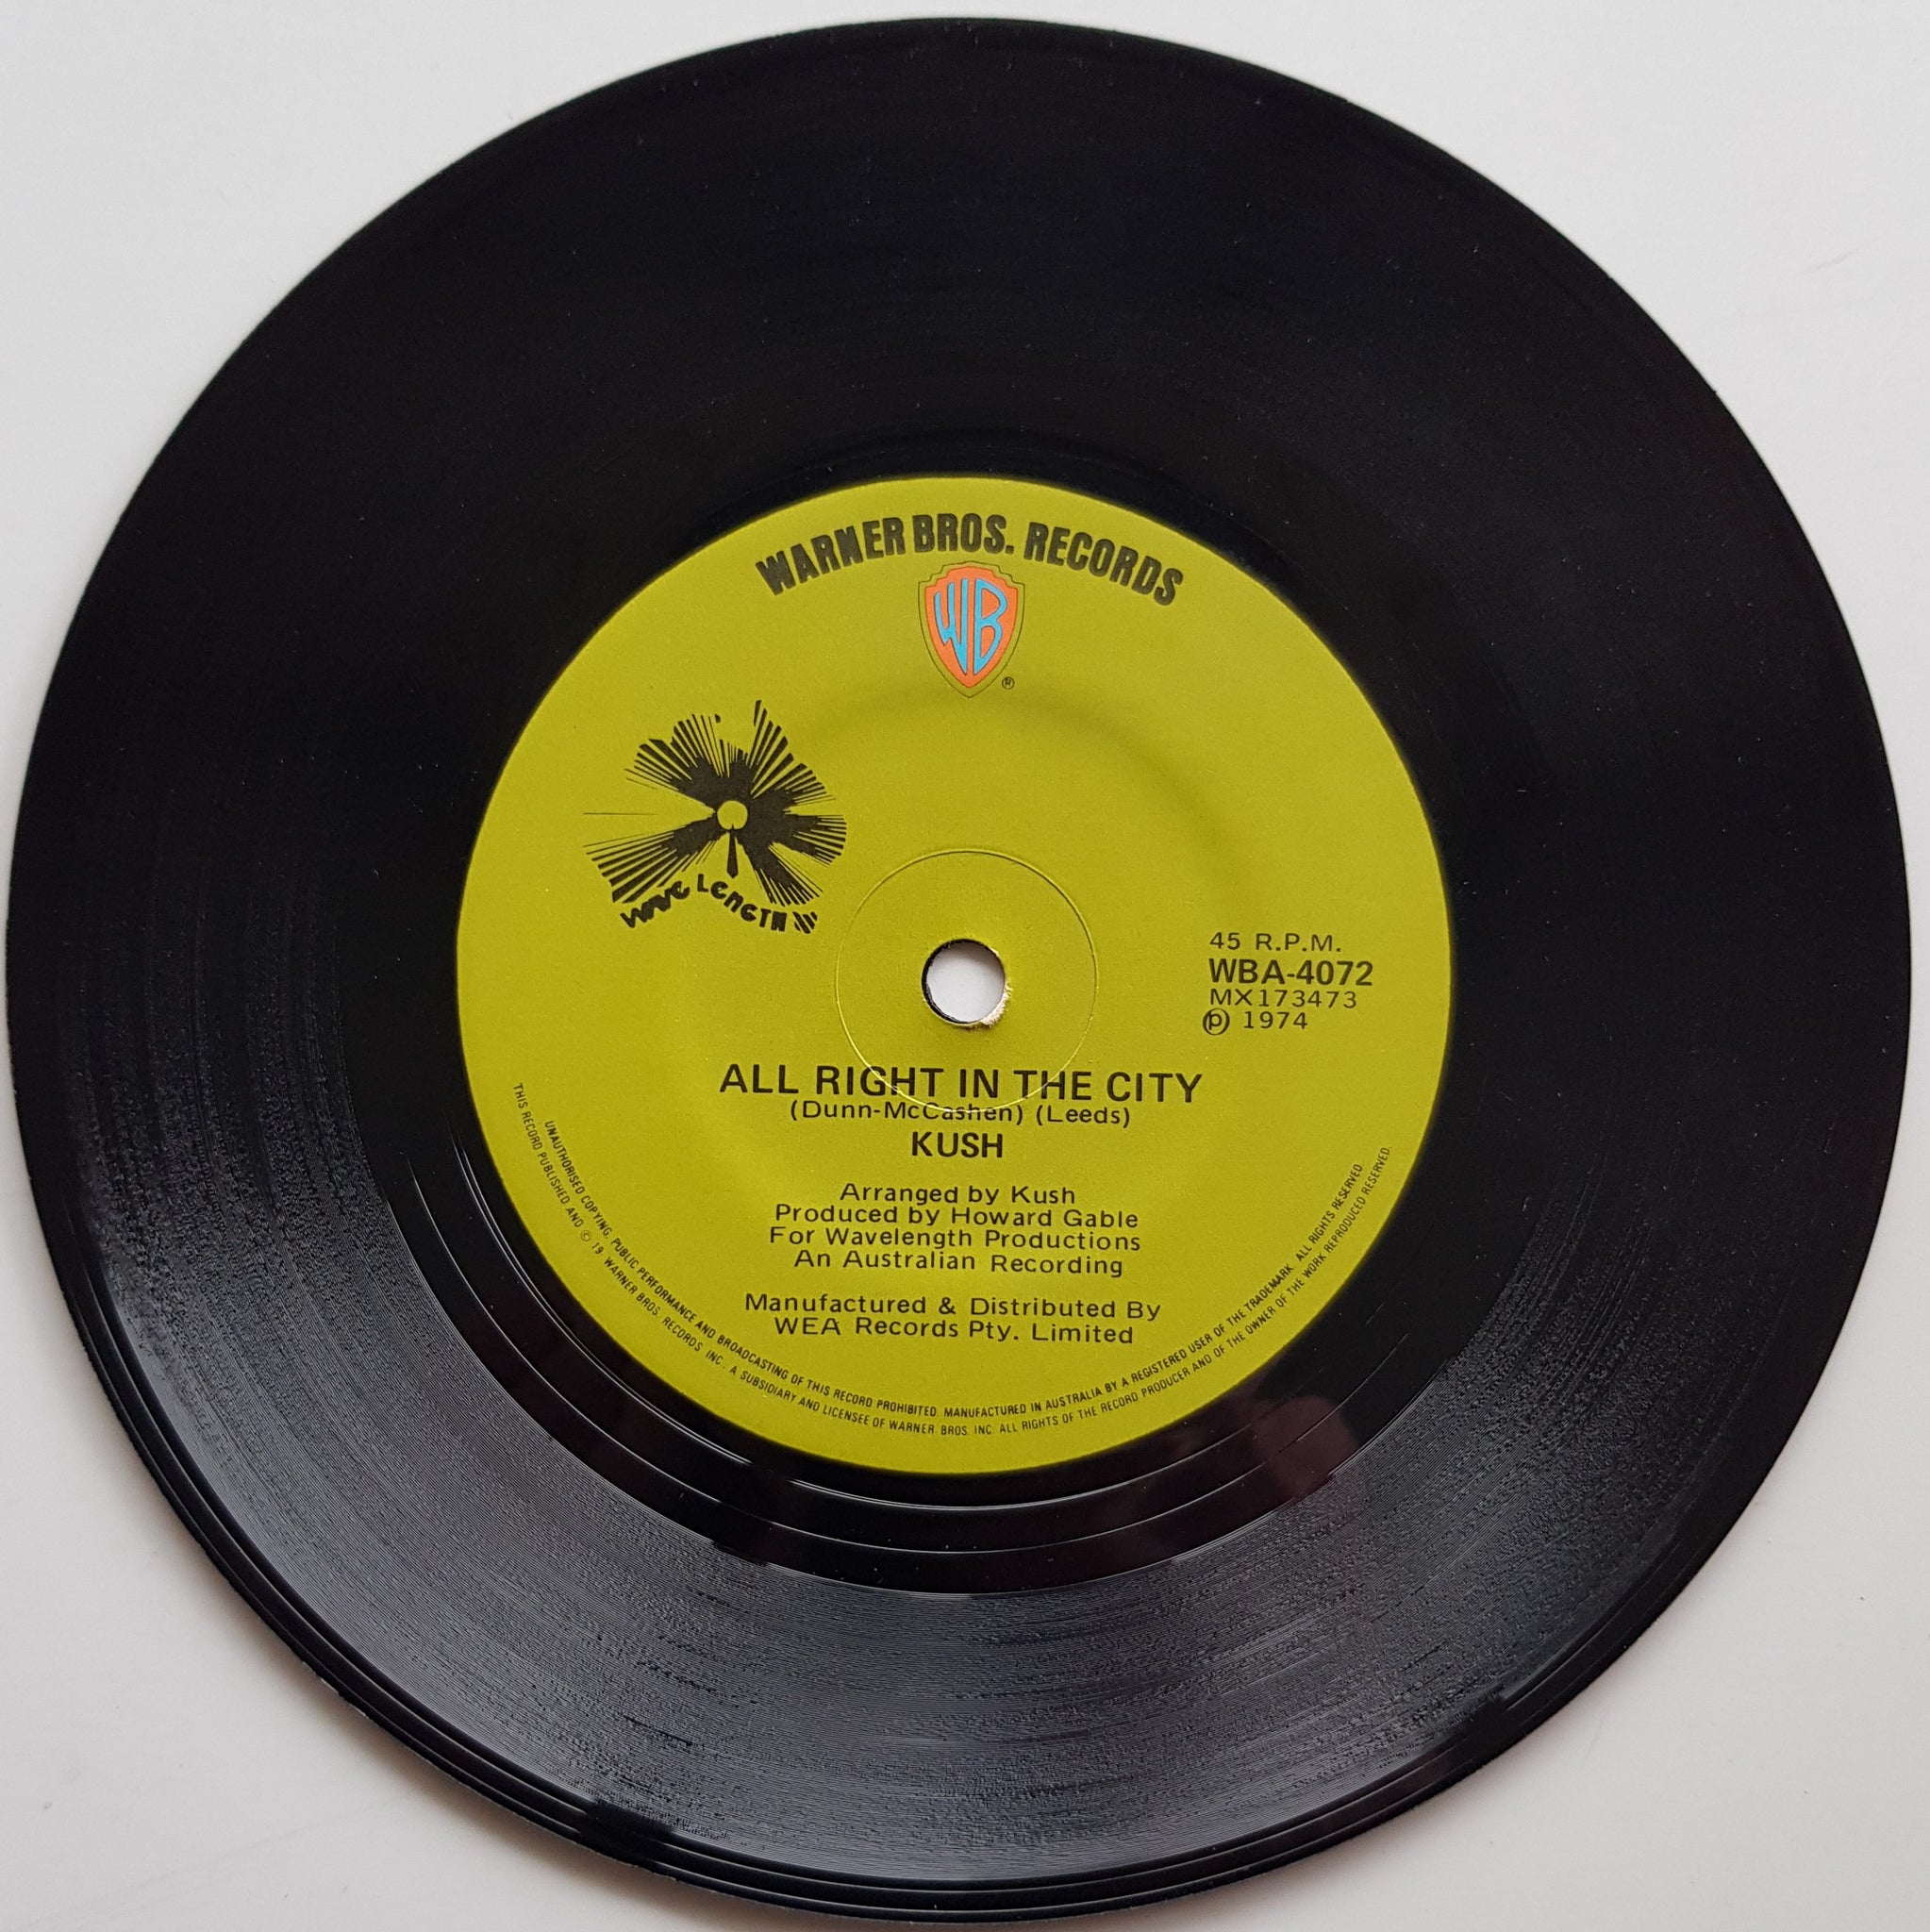 WARNER BROS. RECORDS
WB
®
WAVE LENGTH
45 R.P.M.
WBA-4072
MX173473
℗ 1974
ALL RIGHT IN THE CITY
(Dunn-McCashen) (Leeds)
KUSH
Arranged by Kush
Produced by Howard Gable
For Wavelength Productions
An Australian Recording
Manufactured & Distributed By
WEA Records Pty. Limited
UNAUTHORISED COPYING, PUBLIC PERFORMANCE AND BROADCASTING OF THIS RECORD PROHIBITED. MANUFACTURED IN AUSTRALIA BY A REGISTERED USER OF THE TRADEMARK. ALL RIGHTS RESERVED.
THIS RECORD PUBLISHED AND © 19 WARNER BROS. RECORDS INC. A SUBSIDIARY AND LICENSEE OF WARNER BROS. INC. ALL RIGHTS OF THE RECORD PRODUCER AND OF THE OWNER OF THE WORK REPRODUCED RESERVED.